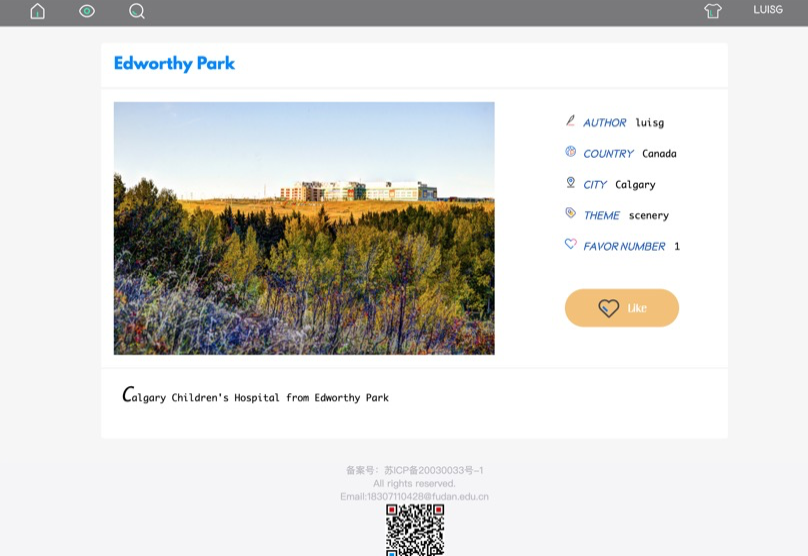 LUISG
Edworthy Park
AUTHOR luisg
COUNTRY Canada
CITY Calgary
THEME scenery
FAVOR NUMBER 1
Like
Calgary Children's Hospital from Edworthy Park
备案号：苏ICP备20030033号-1
All rights reserved.
Email:18307110428@fudan.edu.cn